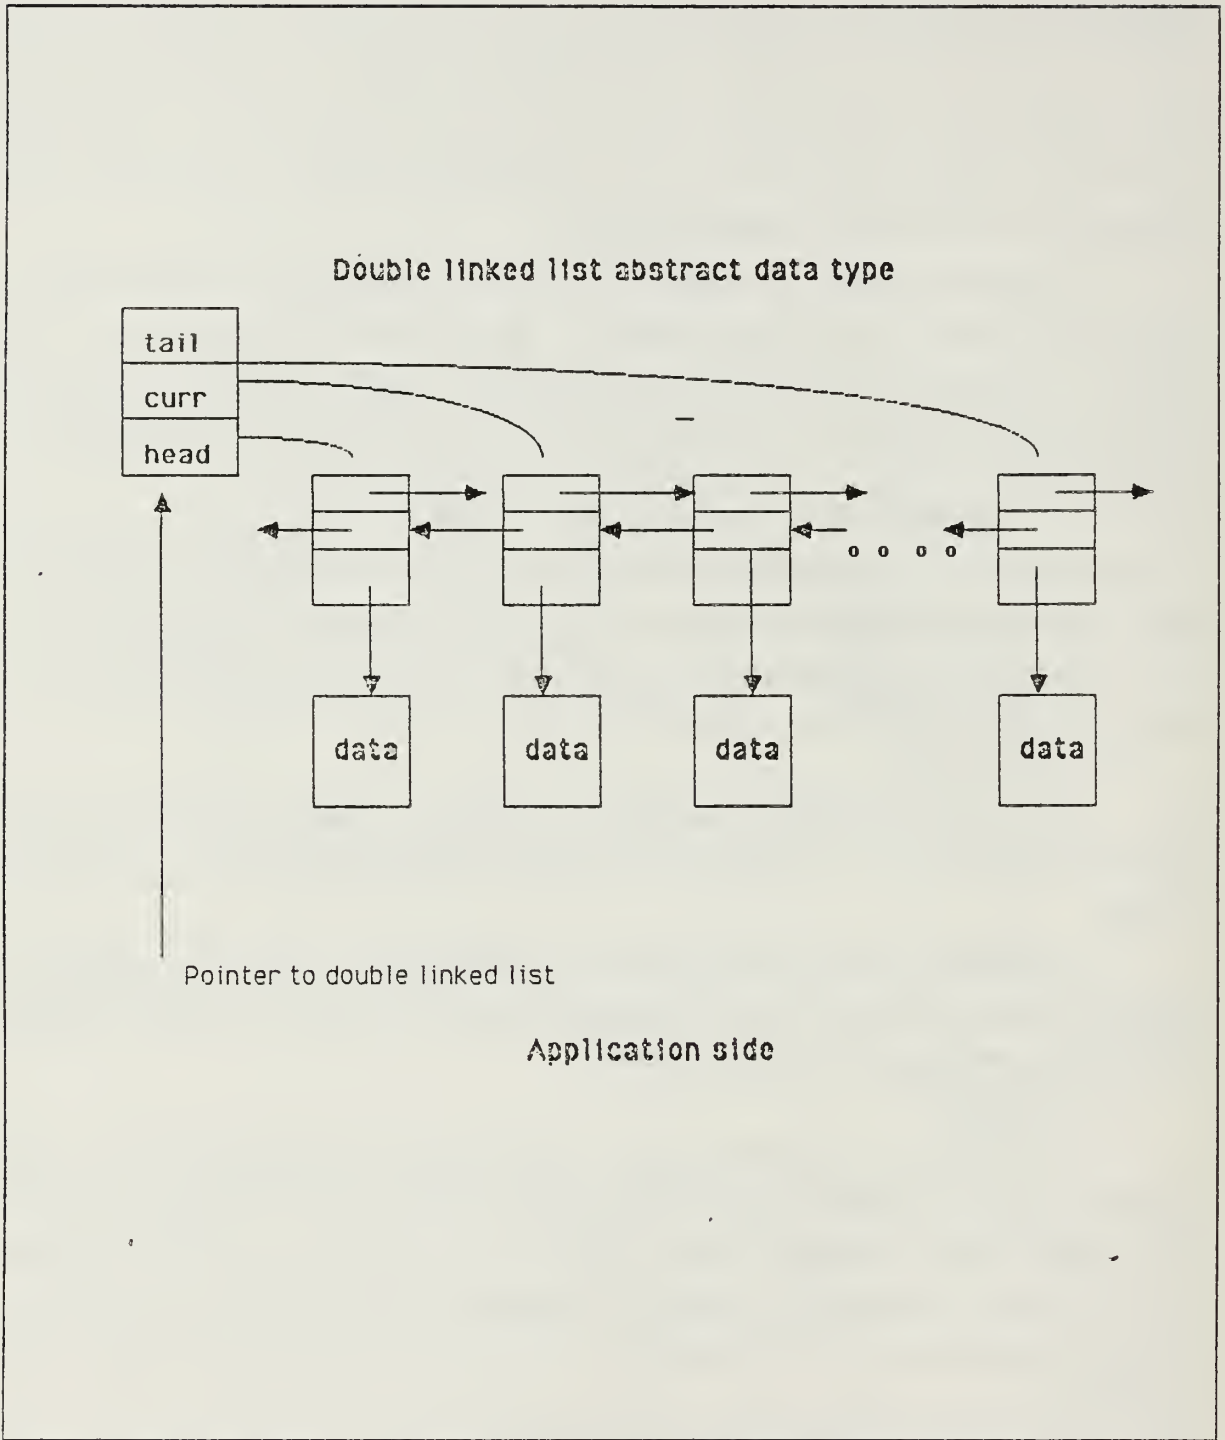 Double linked list abstract data type
tail
curr
head
o o o o
data data data data
Pointer to double linked list
Application side